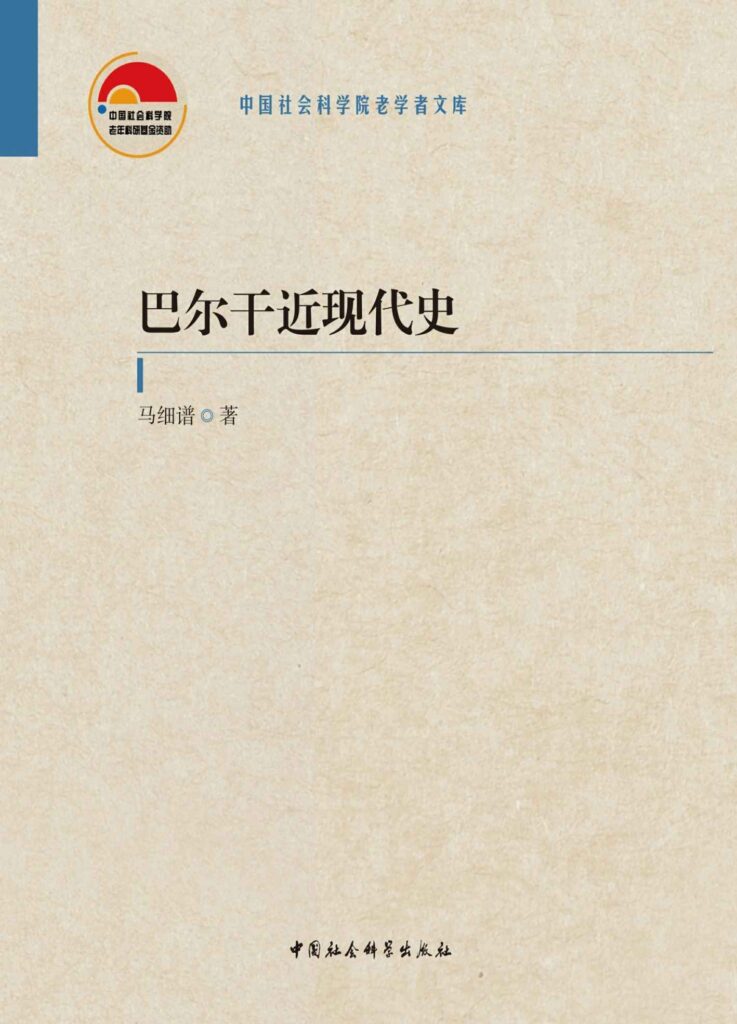 中国社会科学院
老年科研基金资助
中国社会科学院老学者文库
巴尔干近现代史
马细谱◎著
中国社会科学出版社